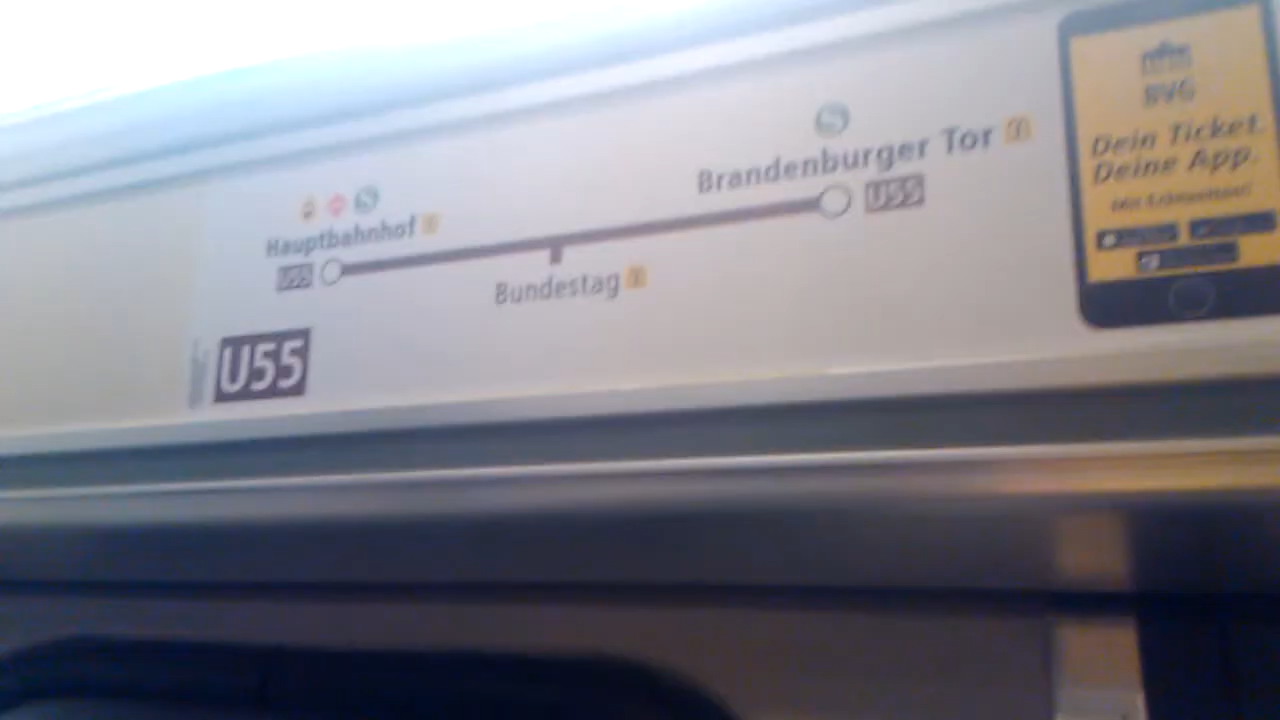 Brandenburger Tor
U55
Hauptbahnhof
U55
Bundestag
U55
BVG
Dein Ticket.
Deine App.